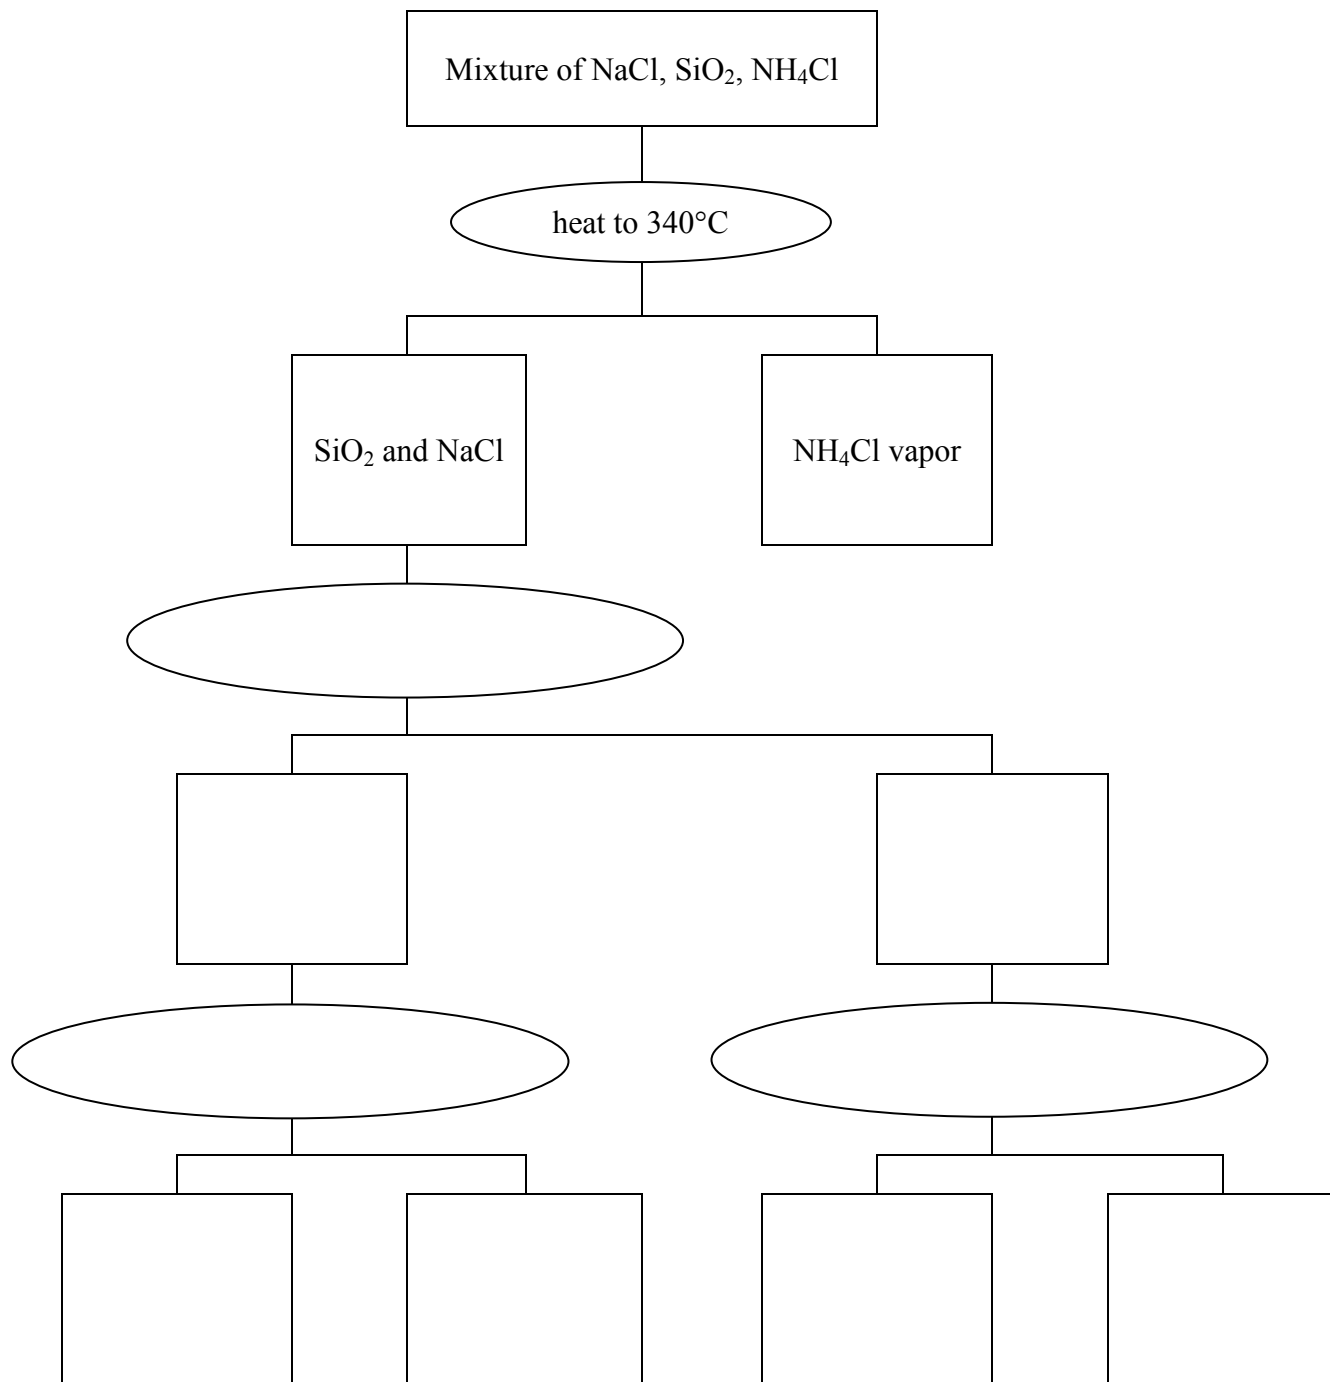 Mixture of NaCl, SiO₂, NH₄Cl
heat to 340°C
SiO₂ and NaCl
NH₄Cl vapor